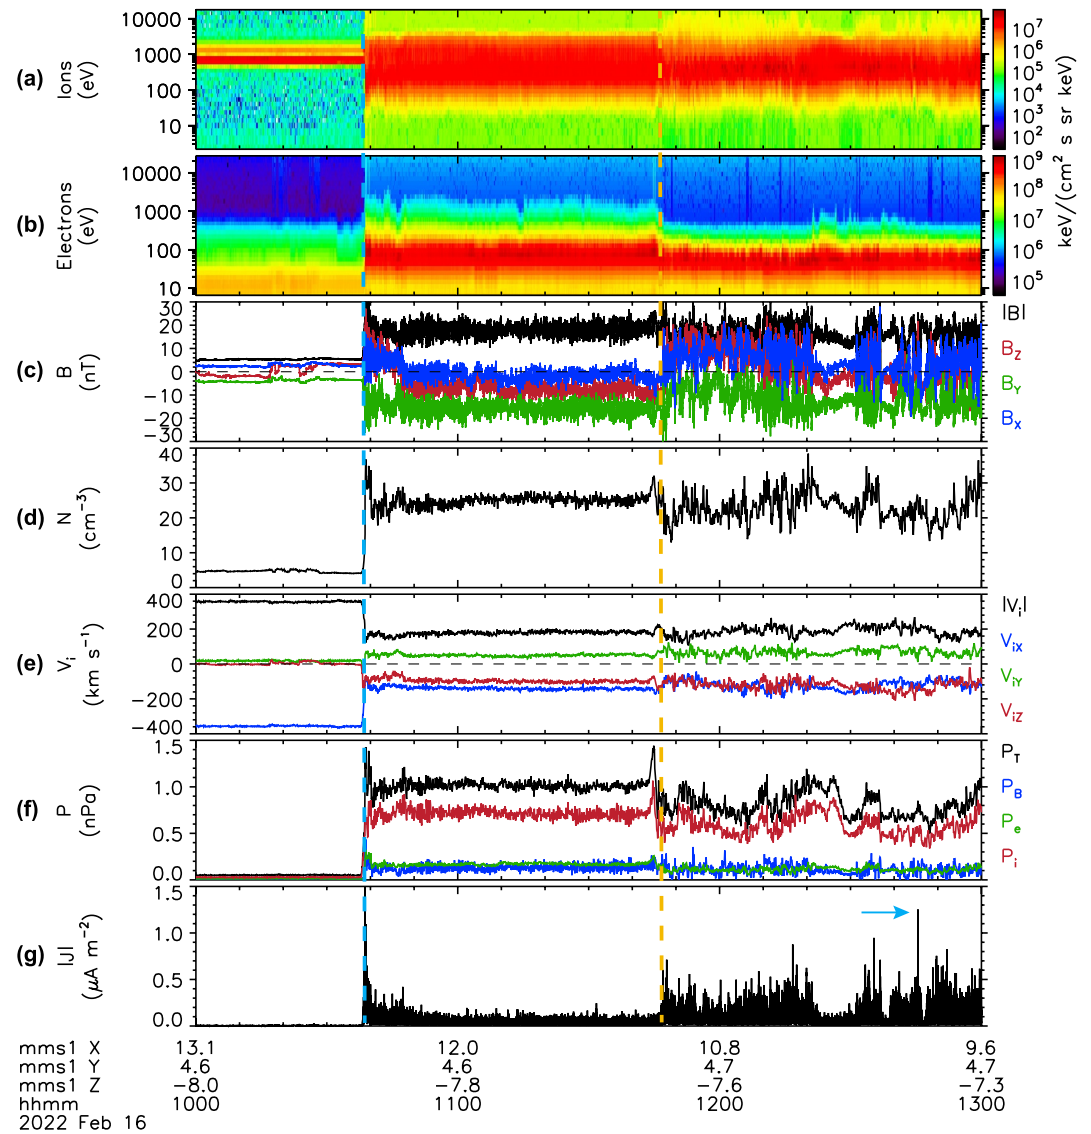 10000
1000
100
10
(a)
Ions
(eV)
10⁷
10⁶
10⁵
10⁴
10³
10²
keV/(cm² s sr keV)
10000
1000
100
10
(b)
Electrons
(eV)
10⁹
10⁸
10⁷
10⁶
10⁵
30
20
10
0
−10
−20
−30
(c)
B
(nT)
|B|
B_Z
B_Y
B_X
40
30
20
10
0
(d)
N
(cm⁻³)
400
200
0
−200
−400
(e)
V_i
(km s⁻¹)
|V_i|
V_iX
V_iY
V_iZ
1.5
1.0
0.5
0.0
(f)
P
(nPa)
P_T
P_B
P_e
P_i
1.5
1.0
0.5
0.0
(g)
|J|
(μA m⁻²)
mms1 X 13.1 12.0 10.8 9.6
mms1 Y 4.6 4.6 4.7 4.7
mms1 Z −8.0 −7.8 −7.6 −7.3
hhmm 1000 1100 1200 1300
2022 Feb 16